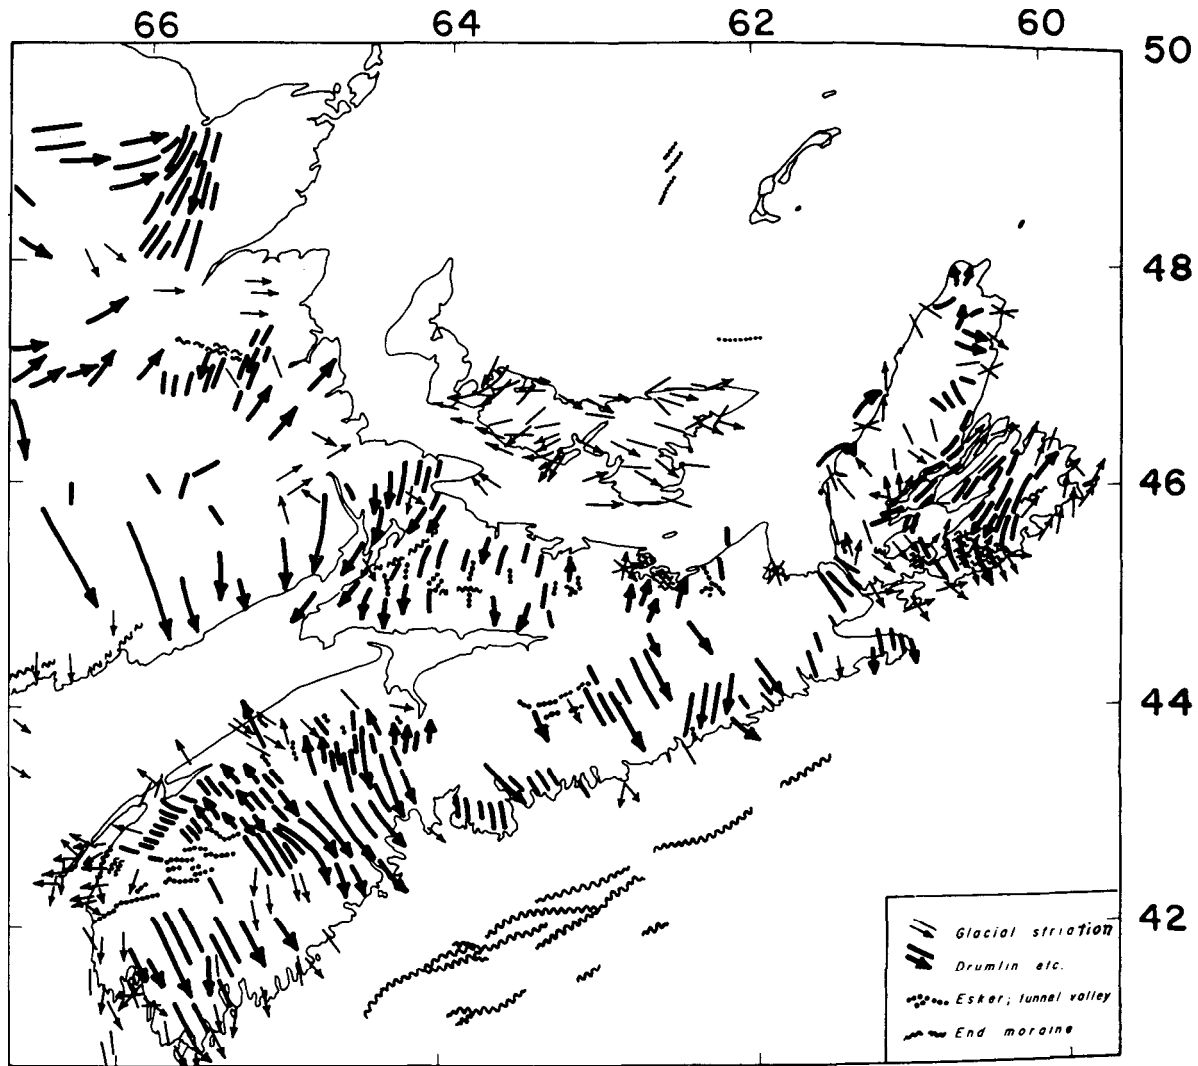 66 64 62 60
50
48
46
44
42
Glacial striation
Drumlin etc.
Esker; tunnel valley
End moraine